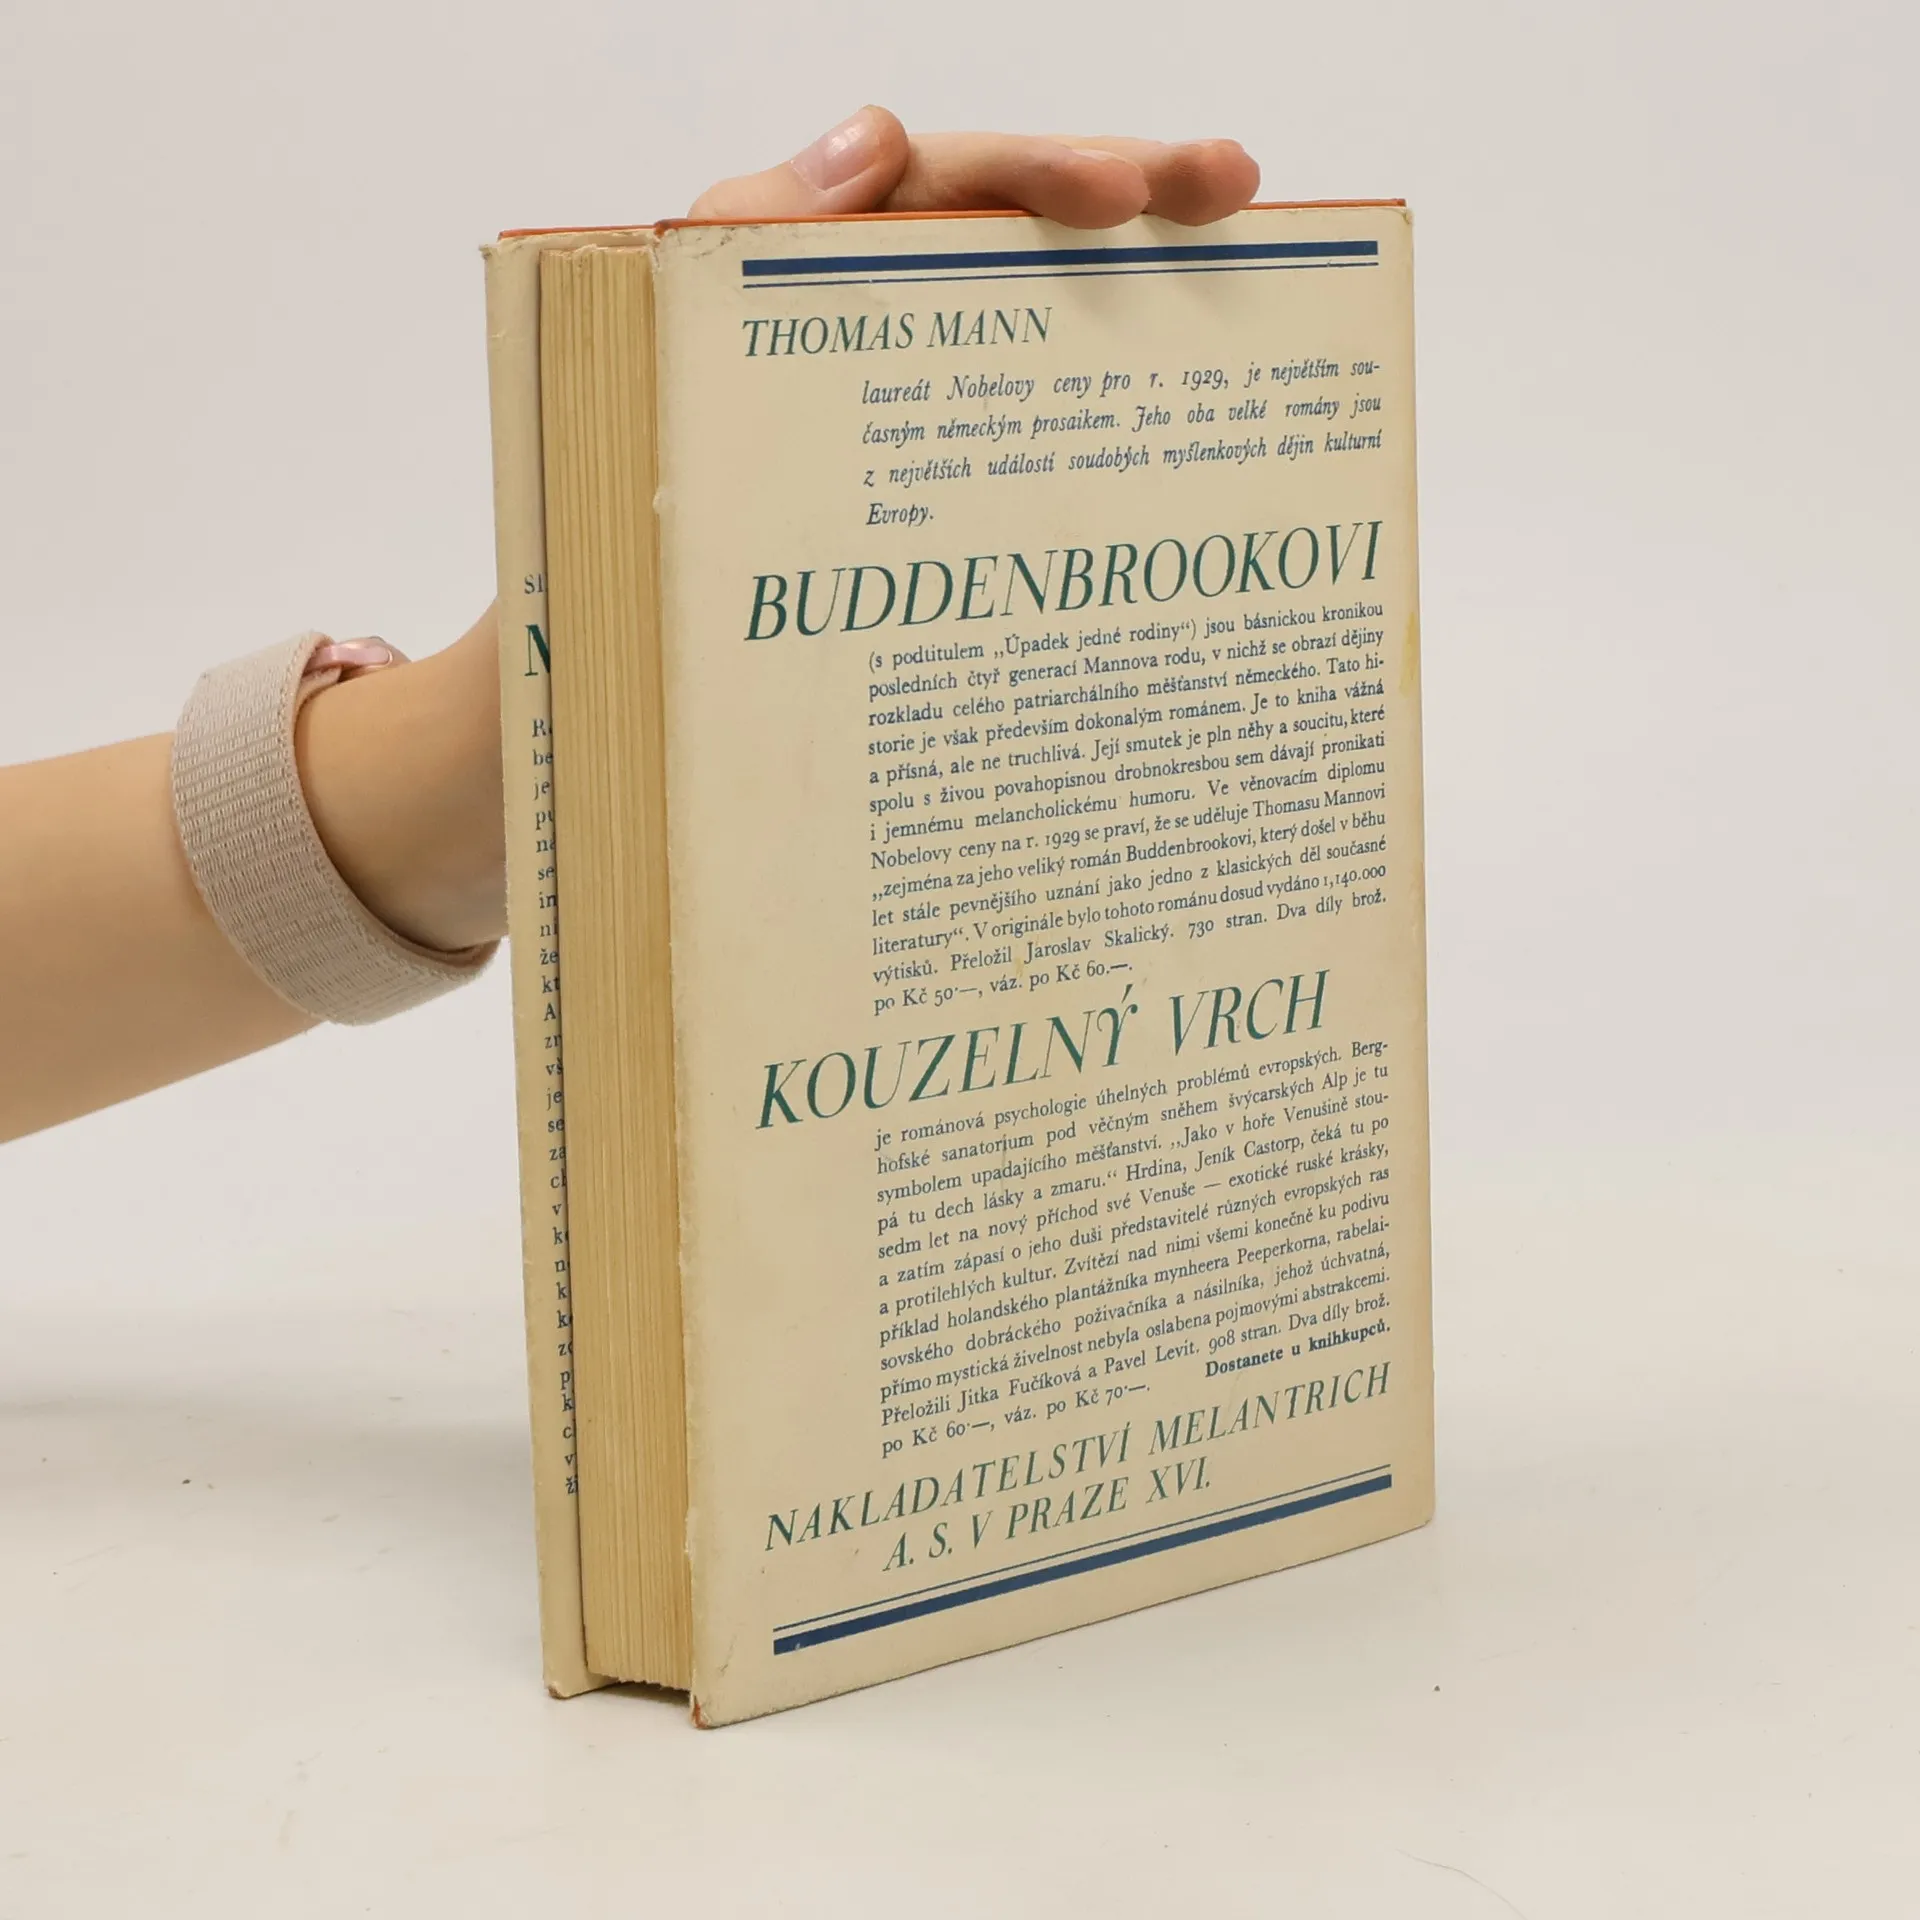 THOMAS MANN
laureát Nobelovy ceny pro r. 1929, je největším sou-
časným německým prosaikem. Jeho oba velké romány jsou
z největších událostí soudobých myšlenkových dějin kulturní
Evropy.
BUDDENBROOKOVI
(s podtitulem „Úpadek jedné rodiny“) jsou básnickou kronikou
posledních čtyř generací Mannova rodu, v nichž se obrazí dějiny
rozkladu celého patriarchálního měšťanství německého. Tato hi-
storie je však především dokonalým románem. Je to kniha vážná
a přísná, ale ne truchlivá. Její smutek je pln něhy a soucitu, které
spolu s živou povahopisnou drobnokresbou sem dávají pronikati
i jemnému melancholickému humoru. Ve věnovacím diplomu
Nobelovy ceny na r. 1929 se praví, že se uděluje Thomasu Mannovi
„zejména za jeho veliký román Buddenbrookovi, který došel v běhu
let stále pevnějšího uznání jako jedno z klasických děl současné
literatury“. V originále bylo tohoto románu dosud vydáno 1,140.000
výtisků. Přeložil Jaroslav Skalický. 730 stran. Dva díly brož.
po Kč 50·—, váz. po Kč 60.—.
KOUZELNÝ VRCH
je románová psychologie úhelných problémů evropských. Berg-
hofské sanatorium pod věčným sněhem švýcarských Alp je tu
symbolem upadajícího měšťanství. „Jako v hoře Venušině stou-
pá tu dech lásky a zmaru.“ Hrdina, Jeník Castorp, čeká tu po
sedm let na nový příchod své Venuše — exotické ruské krásky,
a zatím zápasí o jeho duši představitelé různých evropských ras
a protilehlých kultur. Zvítězí nad nimi všemi konečně ku podivu
příklad holandského plantážníka mynheera Peeperkorna, rabelai-
sovského dobráckého poživačníka a násilníka, jehož úchvatná,
přímo mystická živelnost nebyla oslabena pojmovými abstrakcemi.
Přeložili Jitka Fučíková a Pavel Levit. 908 stran. Dva díly brož.
po Kč 60·—, váz. po Kč 70·—. Dostanete u knihkupců.
NAKLADATELSTVÍ MELANTRICH
A. S. V PRAZE XVI.